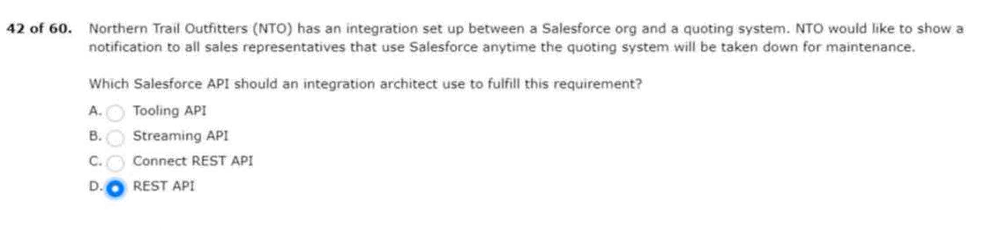 42 of 60. Northern Trail Outfitters (NTO) has an integration set up between a Salesforce org and a quoting system. NTO would like to show a
notification to all sales representatives that use Salesforce anytime the quoting system will be taken down for maintenance.
Which Salesforce API should an integration architect use to fulfill this requirement?
A. Tooling API
B. Streaming API
C. Connect REST API
D. REST API